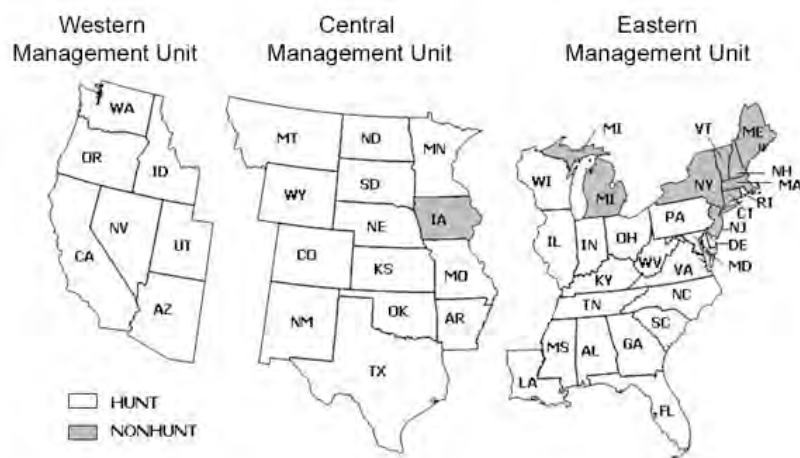 Western
Management Unit
Central
Management Unit
Eastern
Management Unit
WA
OR
ID
NV
CA
UT
AZ
MT
ND
MN
WY
SD
IA
NE
CO
KS
MO
NM
OK
AR
TX
MI
VT
ME
NH
MA
WI
MI
NY
RI
CT
PA
NJ
IL
IN
OH
DE
WV
MD
KY
VA
TN
NC
SC
MS
AL
GA
LA
FL
HUNT
NONHUNT